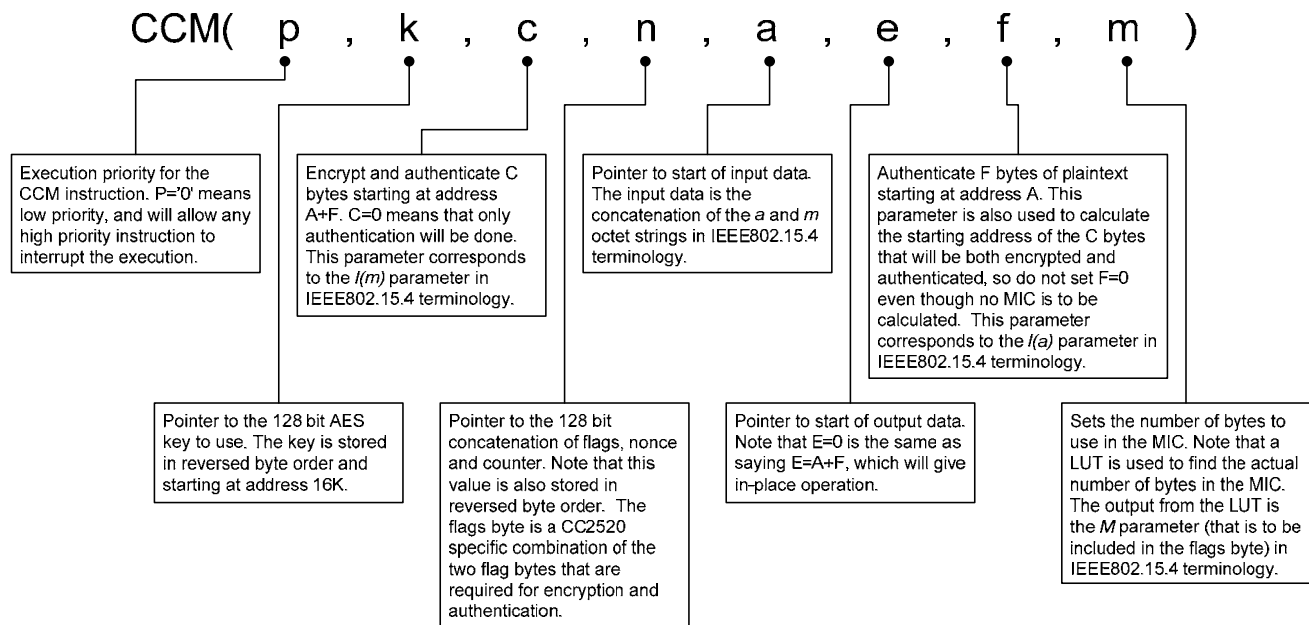 CCM( p , k , c , n , a , e , f , m )
Execution priority for the
CCM instruction. P='0' means
low priority, and will allow any
high priority instruction to
interrupt the execution.
Encrypt and authenticate C
bytes starting at address
A+F. C=0 means that only
authentication will be done.
This parameter corresponds
to the l(m) parameter in
IEEE802.15.4 terminology.
Pointer to start of input data.
The input data is the
concatenation of the a and m
octet strings in IEEE802.15.4
terminology.
Authenticate F bytes of plaintext
starting at address A. This
parameter is also used to calculate
the starting address of the C bytes
that will be both encrypted and
authenticated, so do not set F=0
even though no MIC is to be
calculated. This parameter
corresponds to the l(a) parameter in
IEEE802.15.4 terminology.
Pointer to the 128 bit AES
key to use. The key is stored
in reversed byte order and
starting at address 16K.
Pointer to the 128 bit
concatenation of flags, nonce
and counter. Note that this
value is also stored in
reversed byte order. The
flags byte is a CC2520
specific combination of the
two flag bytes that are
required for encryption and
authentication.
Pointer to start of output data.
Note that E=0 is the same as
saying E=A+F, which will give
in-place operation.
Sets the number of bytes to
use in the MIC. Note that a
LUT is used to find the actual
number of bytes in the MIC.
The output from the LUT is
the M parameter (that is to be
included in the flags byte) in
IEEE802.15.4 terminology.